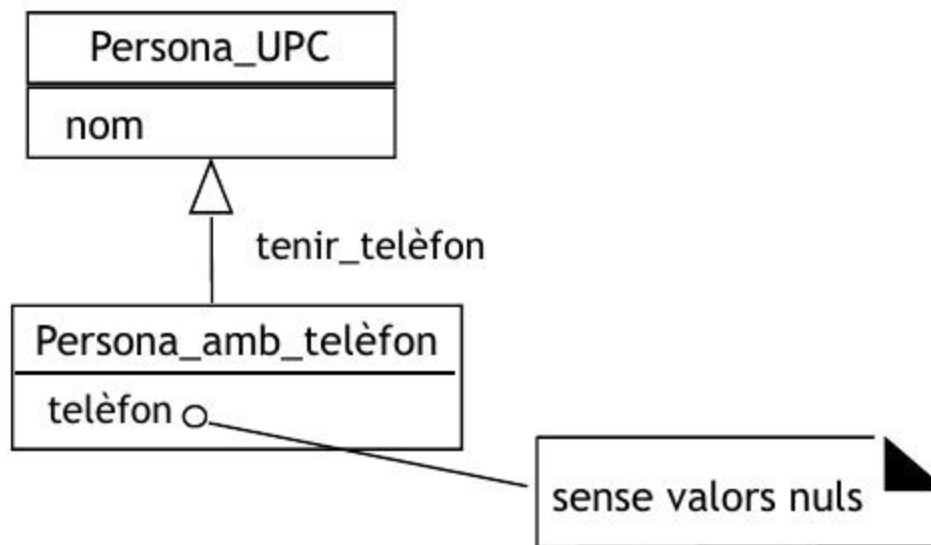 Persona_UPC
nom
tenir_telèfon
Persona_amb_telèfon
telèfon
sense valors nuls